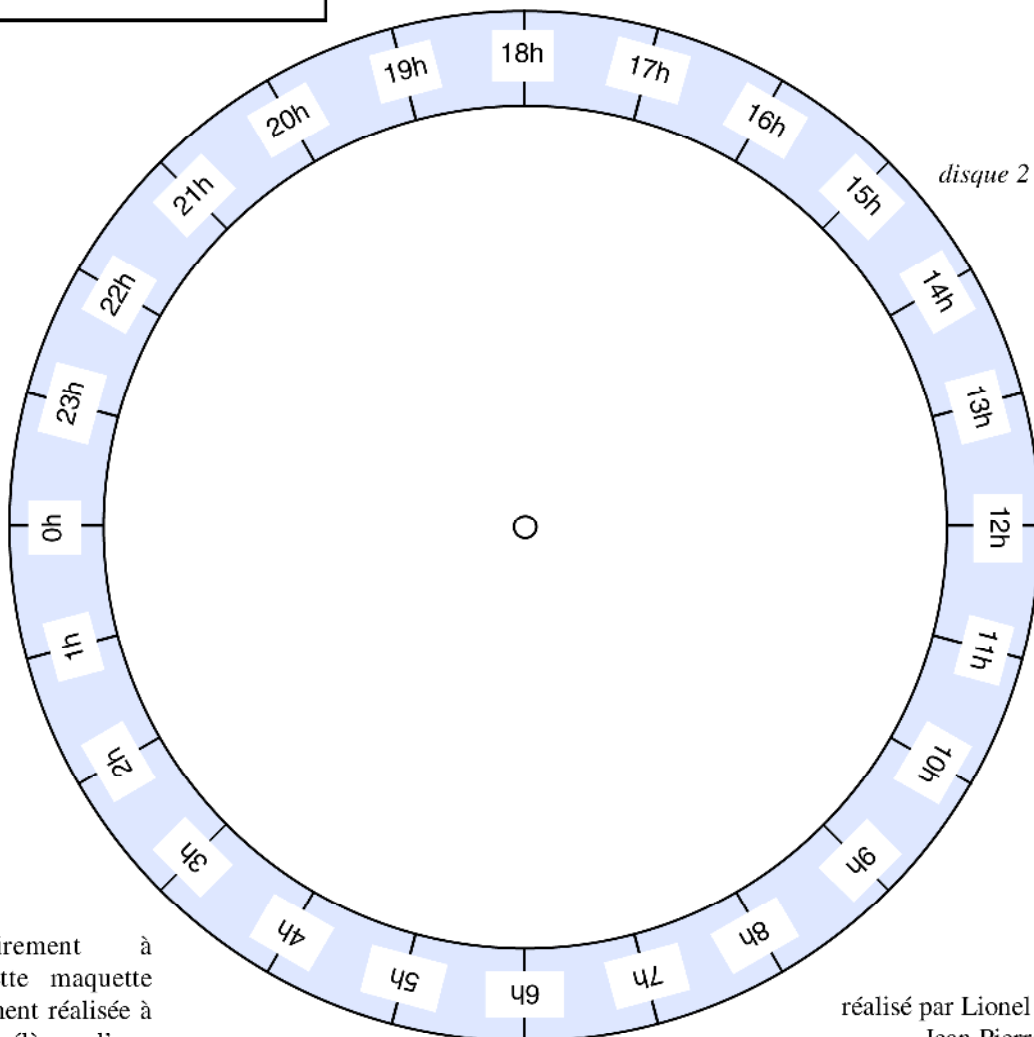 18h
17h
16h
15h
14h
13h
12h
11h
10h
9h
8h
7h
6h
5h
4h
3h
2h
1h
0h
23h
22h
21h
20h
19h
disque 2
irement à
tte maquette
ent réalisée à
réalisé par Lionel